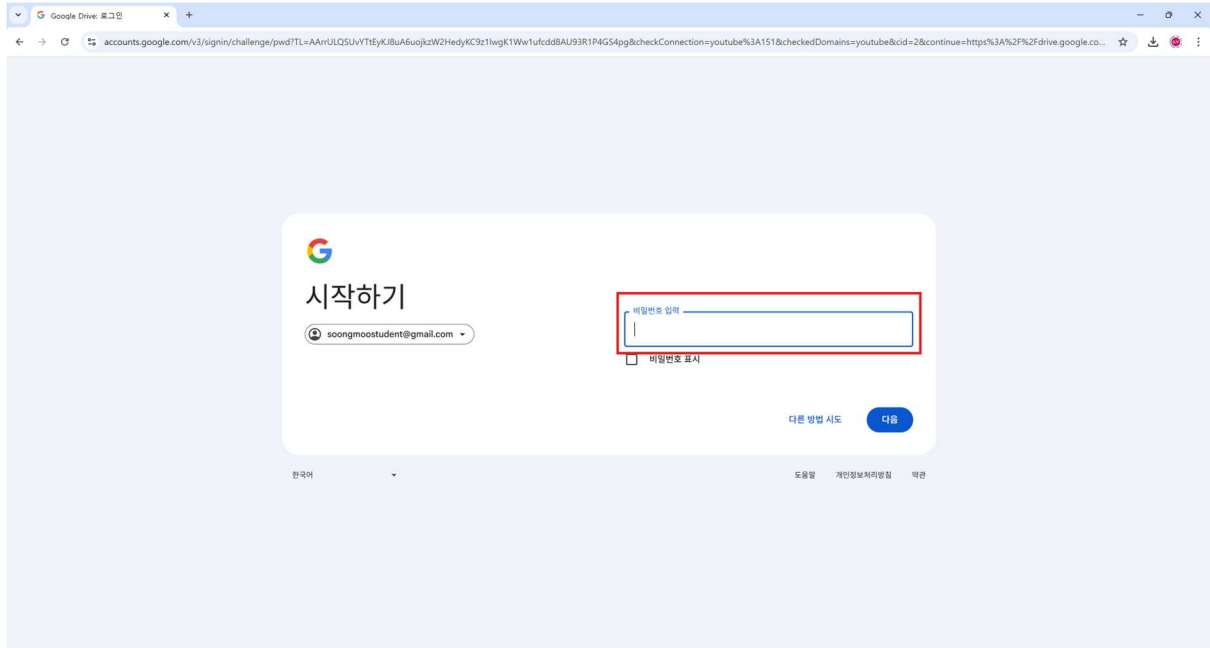 Google Drive: 로그인
accounts.google.com/v3/signin/challenge/pwd?TL=AArrULQSUvYTtEyKJ8uA6uojkzW2HedyKC9z1lwgK1Ww1ufcdd8AU93R1P4GS4pg&checkConnection=youtube%3A151&checkedDomains=youtube&cid=2&continue=https%3A%2F%2Fdrive.google.co...
시작하기
soongmoostudent@gmail.com
비밀번호 입력
비밀번호 표시
다른 방법 시도 다음
한국어 도움말 개인정보처리방침 약관